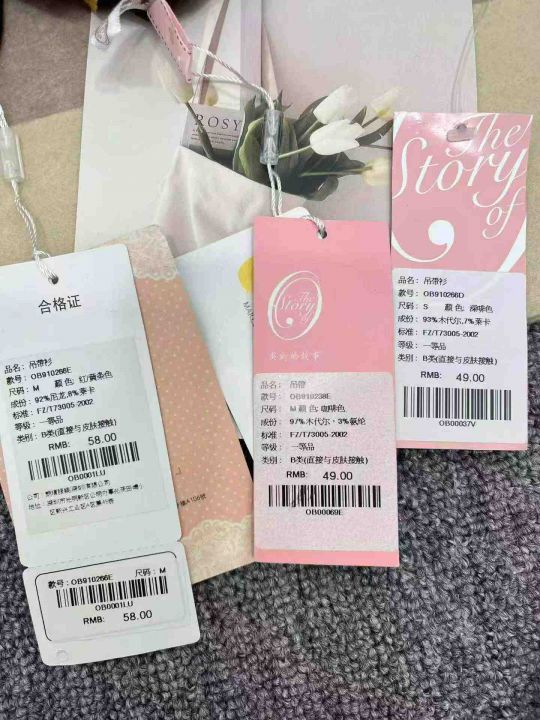 ROSY
The
Story
of
品名：吊带衫
款号：OB910266D
尺码：S 颜色：深啡色
成份：93%木代尔,7%莱卡
标准：FZ/T73005-2002
等级：一等品
类别：B类(直接与皮肤接触)
RMB: 49.00
OB00037V
The
Story
of
品名：吊带
款号：OB910238E
尺码：M 颜色：咖啡色
成份：97%木代尔，3%氨纶
标准：FZ/T73005-2002
等级：一等品
类别：B类(直接与皮肤接触)
RMB: 49.00
OB00069E
合格证
品名：吊带衫
款号：OB910266E
尺码：M 颜色：红/黄条色
成份：92%尼龙,8%莱卡
标准：FZ/T73005-2002
等级：一等品
类别：B类(直接与皮肤接触)
RMB: 58.00
OB0001LU
款号：OB910266E 尺码：M
OB0001LU
RMB: 58.00